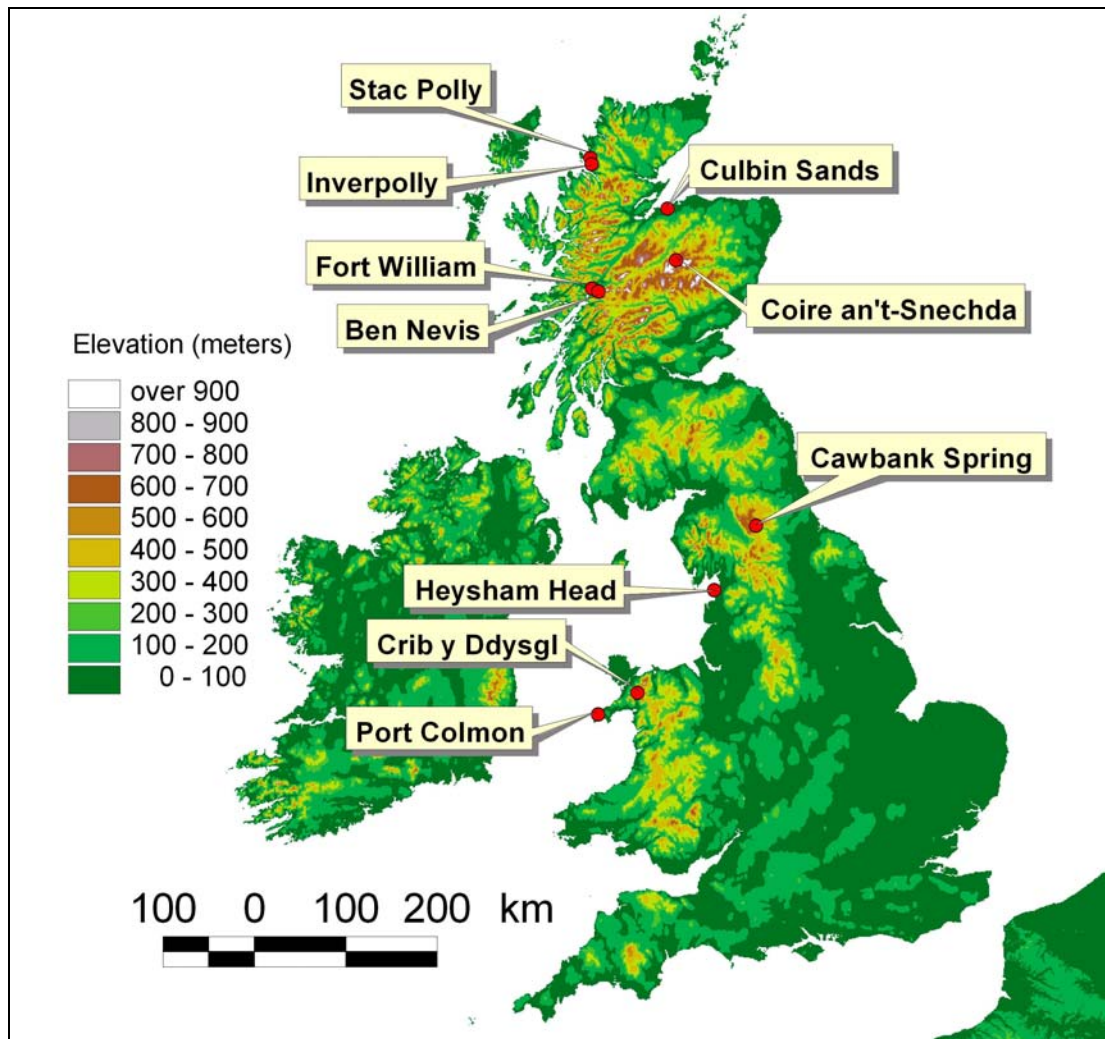 Stac Polly
Inverpolly
Culbin Sands
Fort William
Ben Nevis
Coire an't-Snechda
Elevation (meters)
over 900
800 - 900
700 - 800
600 - 700
500 - 600
400 - 500
300 - 400
200 - 300
100 - 200
0 - 100
Cawbank Spring
Heysham Head
Crib y Ddysgl
Port Colmon
100 0 100 200 km